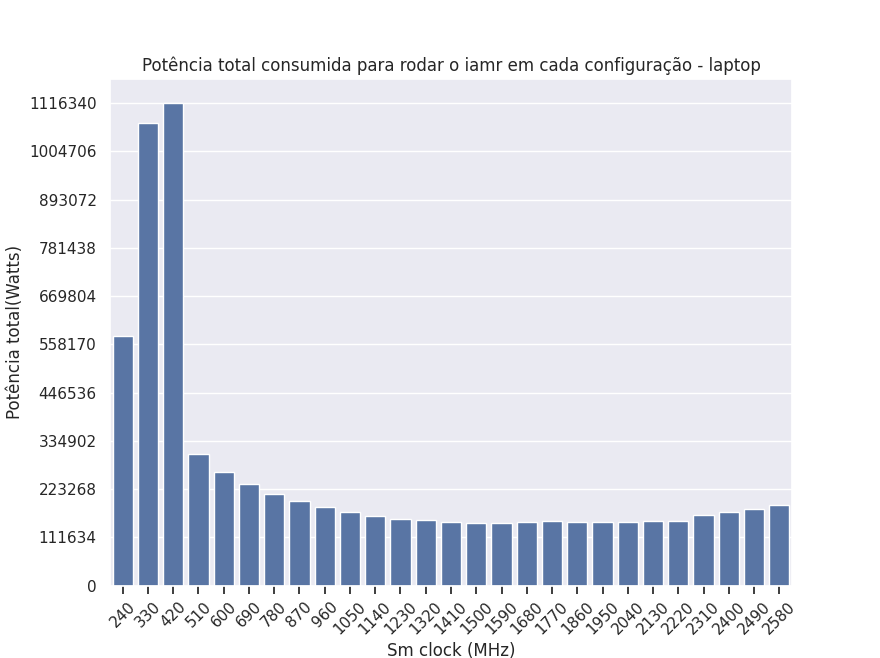 Potência total consumida para rodar o iamr em cada configuração - laptop
Potência total(Watts)
1116340
1004706
893072
781438
669804
558170
446536
334902
223268
111634
0
240 330 420 510 600 690 780 870 960 1050 1140 1230 1320 1410 1500 1590 1680 1770 1860 1950 2040 2130 2220 2310 2400 2490 2580
Sm clock (MHz)